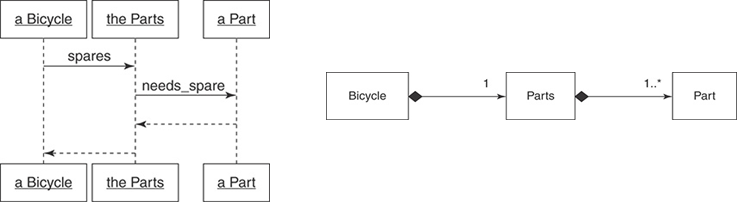 a Bicycle the Parts a Part
spares
needs_spare
a Bicycle the Parts a Part
Bicycle 1 Parts 1..* Part